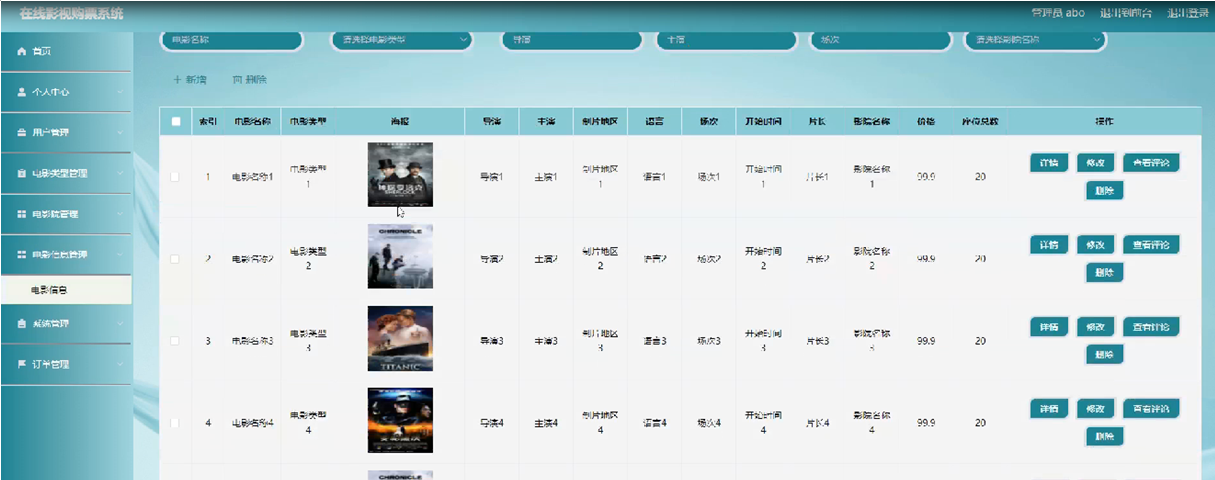 在线影视购票系统
管理员 abo 退出到前台 退出登录
首页
个人中心
用户管理
电影类型管理
电影院管理
电影信息管理
电影信息
系统管理
订单管理
电影名称 请选择电影类型 导演 主演 场次 请选择影院名称
新增 删除
索引 电影名称 电影类型 海报 导演 主演 制片地区 语言 场次 开始时间 片长 影院名称 价格 座位总数 操作
1 电影名称1 电影类型1 导演1 主演1 制片地区1 语言1 场次1 开始时间1 片长1 影院名称1 99.9 20 详情 修改 查看评论
删除
CHRONICLE
2 电影名称2 电影类型2 导演2 主演2 制片地区2 语言2 场次2 开始时间2 片长2 影院名称2 99.9 20 详情 修改 查看评论
删除
3 电影名称3 电影类型3 导演3 主演3 制片地区3 语言3 场次3 开始时间3 片长3 影院名称3 99.9 20 详情 修改 查看评论
TITANIC
删除
4 电影名称4 电影类型4 导演4 主演4 制片地区4 语言4 场次4 开始时间4 片长4 影院名称4 99.9 20 详情 修改 查看评论
删除
CHRONICLE